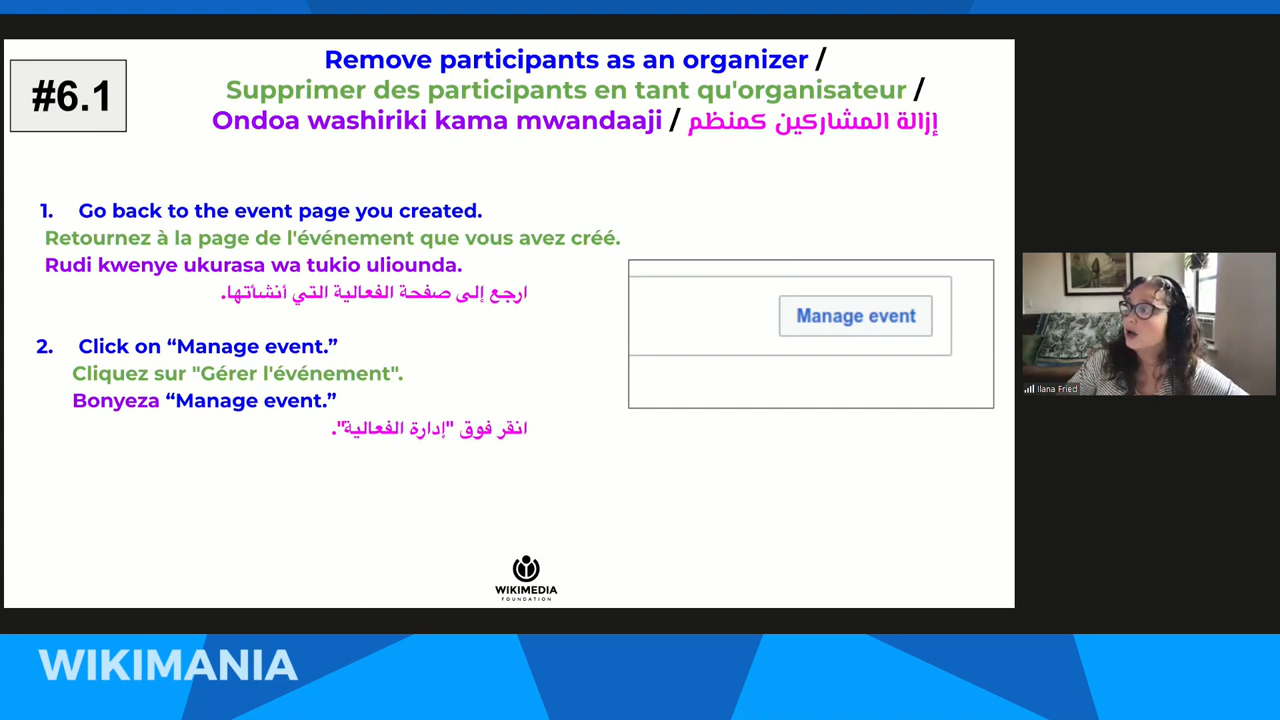 #6.1
Remove participants as an organizer /
Supprimer des participants en tant qu'organisateur /
Ondoa washiriki kama mwandaaji / إزالة المشاركين كمنظم
1. Go back to the event page you created.
Retournez à la page de l'événement que vous avez créé.
Rudi kwenye ukurasa wa tukio uliounda.
ارجع إلى صفحة الفعالية التي أنشأتها.
2. Click on “Manage event.”
Cliquez sur "Gérer l'événement".
Bonyeza “Manage event.”
انقر فوق "إدارة الفعالية".
Manage event
Ilana Fried
WIKIMEDIA
FOUNDATION
WIKIMANIA